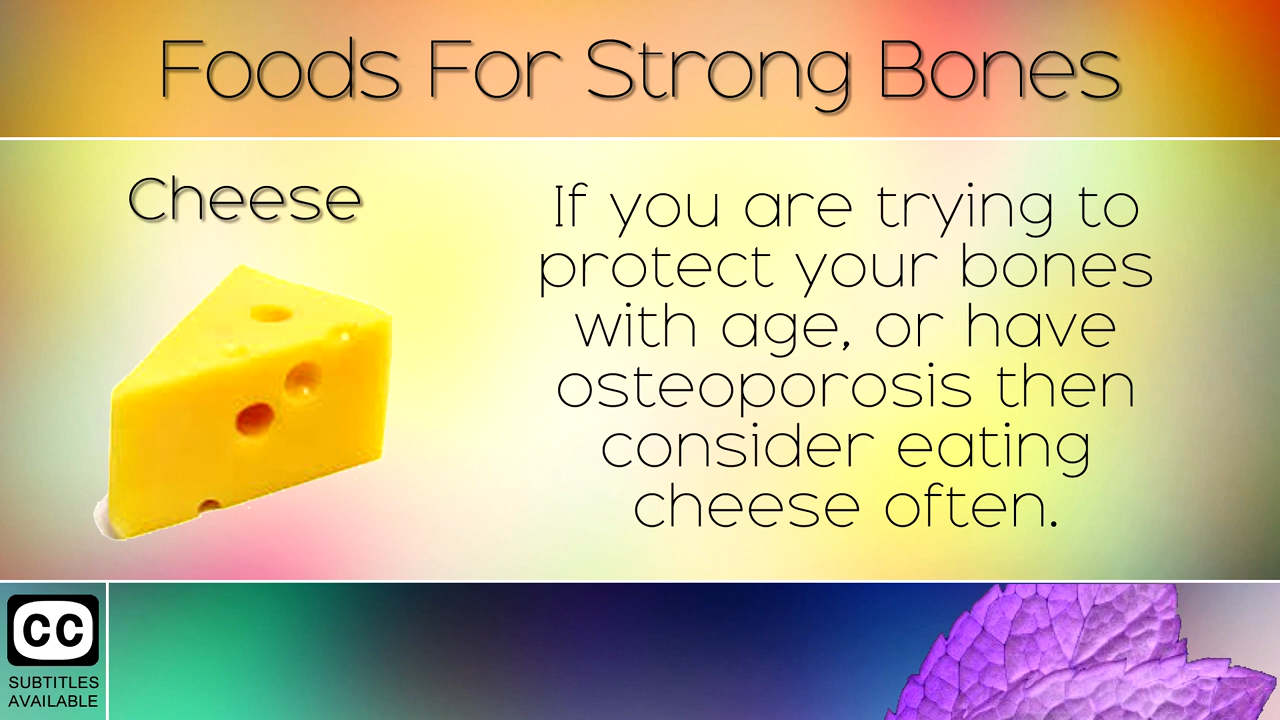 Foods For Strong Bones
Cheese
If you are trying to
protect your bones
with age, or have
osteoporosis then
consider eating
cheese often.
CC
SUBTITLES
AVAILABLE